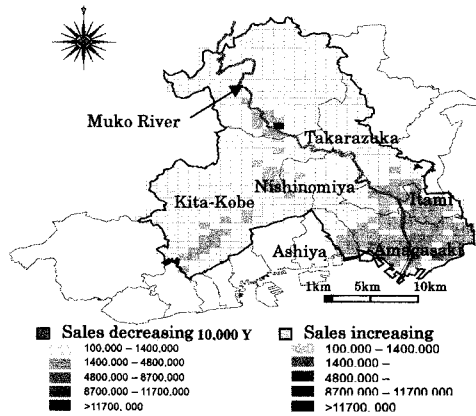 Muko River
Takarazuka
Nishinomiya
Itami
Kita-Kobe
Ashiya
Amagasaki
1km 5km 10km
Sales decreasing 10,000 Y
100.000 – 1400,000
1400.000 – 4800,000
4800.000 – 8700,000
8700.000 – 11700,000
>11700. 000
Sales increasing
100.000 – 1400.000
1400.000 –
4800.000 –
8700.000 – 11700 000
>11700. 000